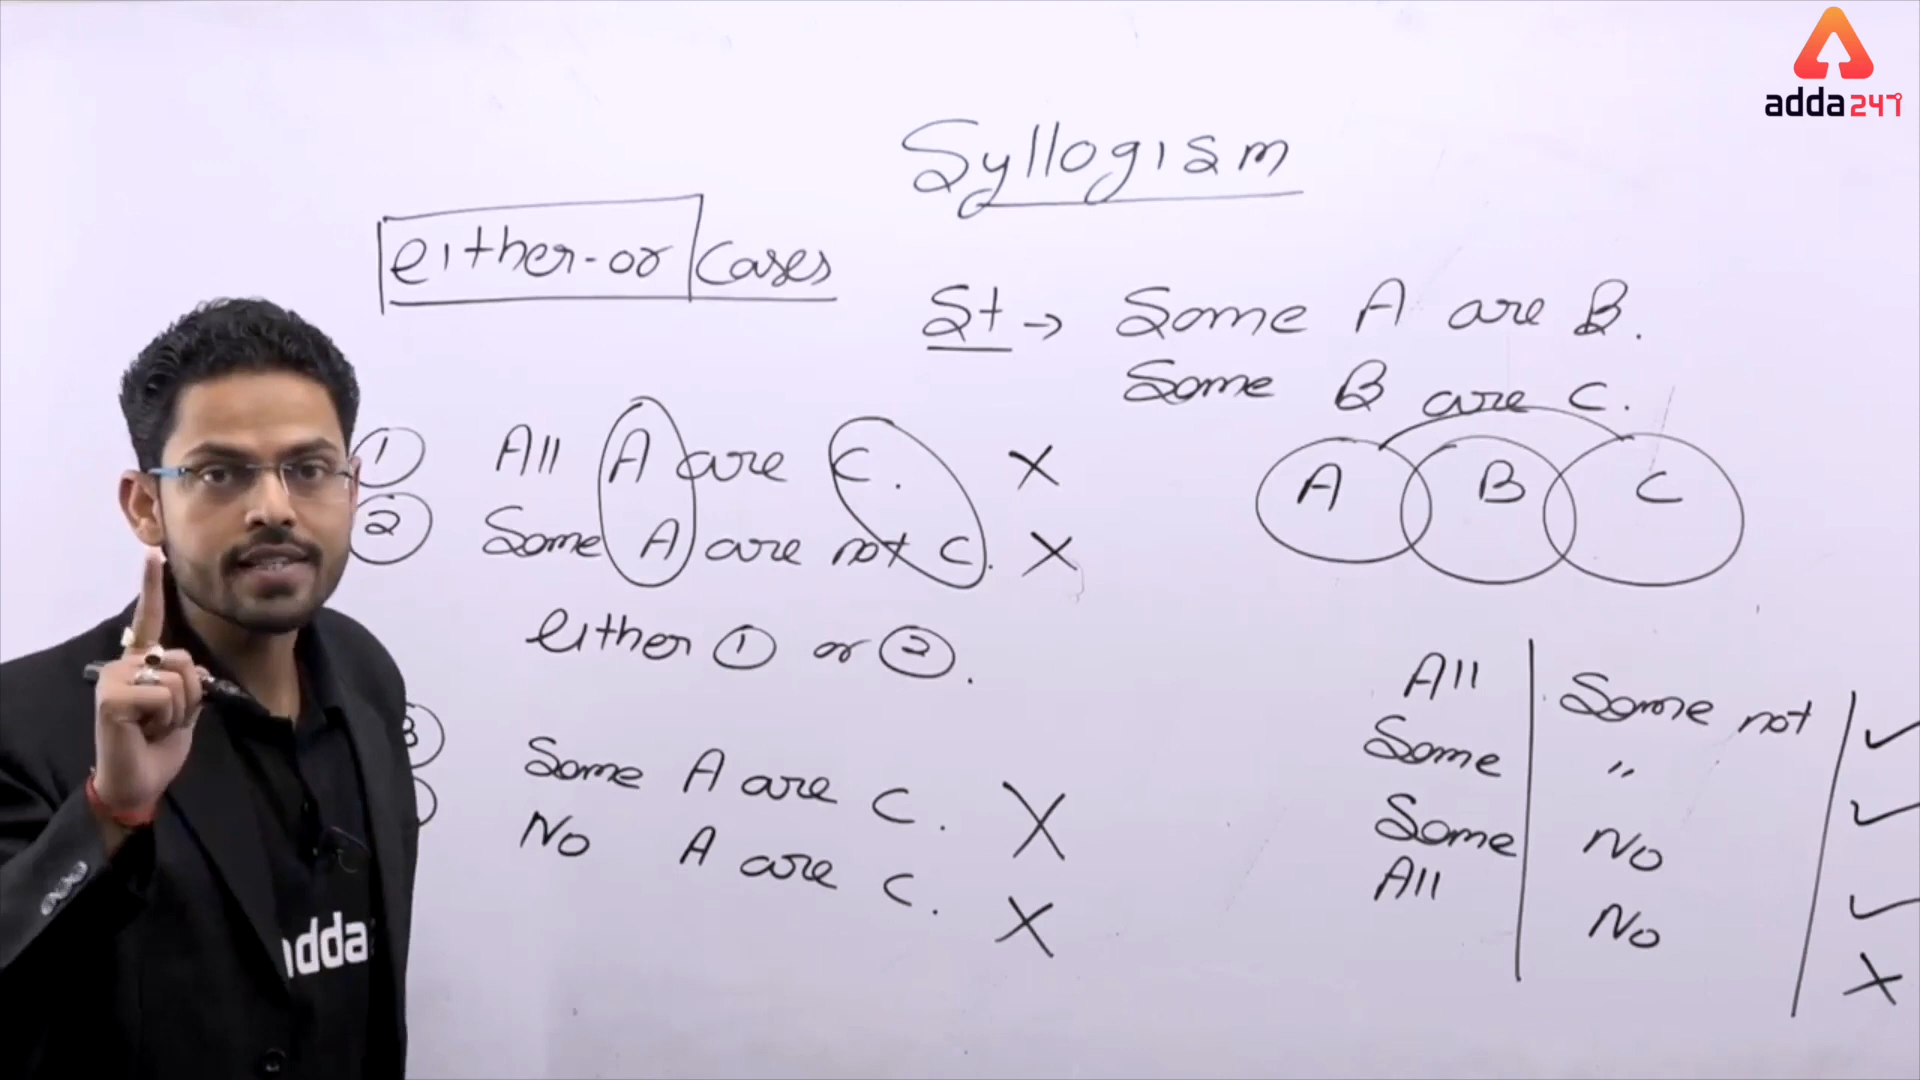 adda247
Syllogism
either-or cases
St → Some A are B.
Some B are C.
① All A are C. X
② Some A are not C. X
A B C
either ① or ②.
Some A are C. X
No A are C. X
All | Some not | ✓
Some | " | ✓
Some | No | ✓
All | No | X
adda